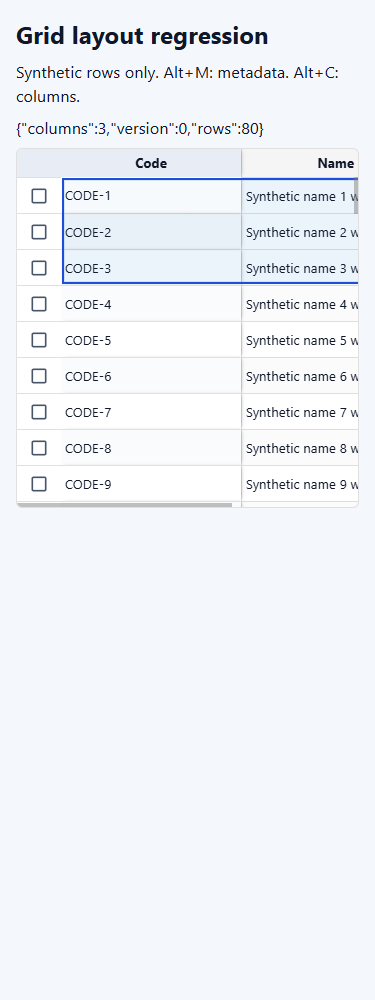 Grid layout regression
Synthetic rows only. Alt+M: metadata. Alt+C:
columns.
{"columns":3,"version":0,"rows":80}
Code Name
CODE-1 Synthetic name 1 w
CODE-2 Synthetic name 2 w
CODE-3 Synthetic name 3 w
CODE-4 Synthetic name 4 w
CODE-5 Synthetic name 5 w
CODE-6 Synthetic name 6 w
CODE-7 Synthetic name 7 w
CODE-8 Synthetic name 8 w
CODE-9 Synthetic name 9 w